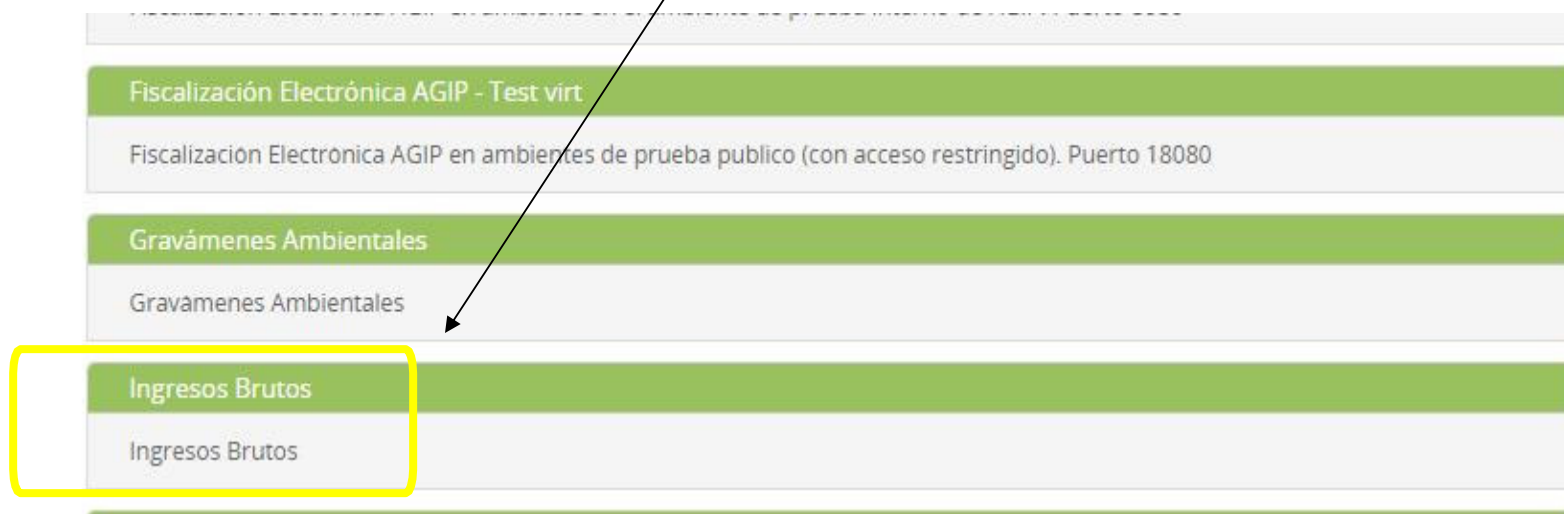 Fiscalización Electrónica AGIP - Test virt
Fiscalización Electrónica AGIP en ambientes de prueba publico (con acceso restringido). Puerto 18080
Gravámenes Ambientales
Gravámenes Ambientales
Ingresos Brutos
Ingresos Brutos